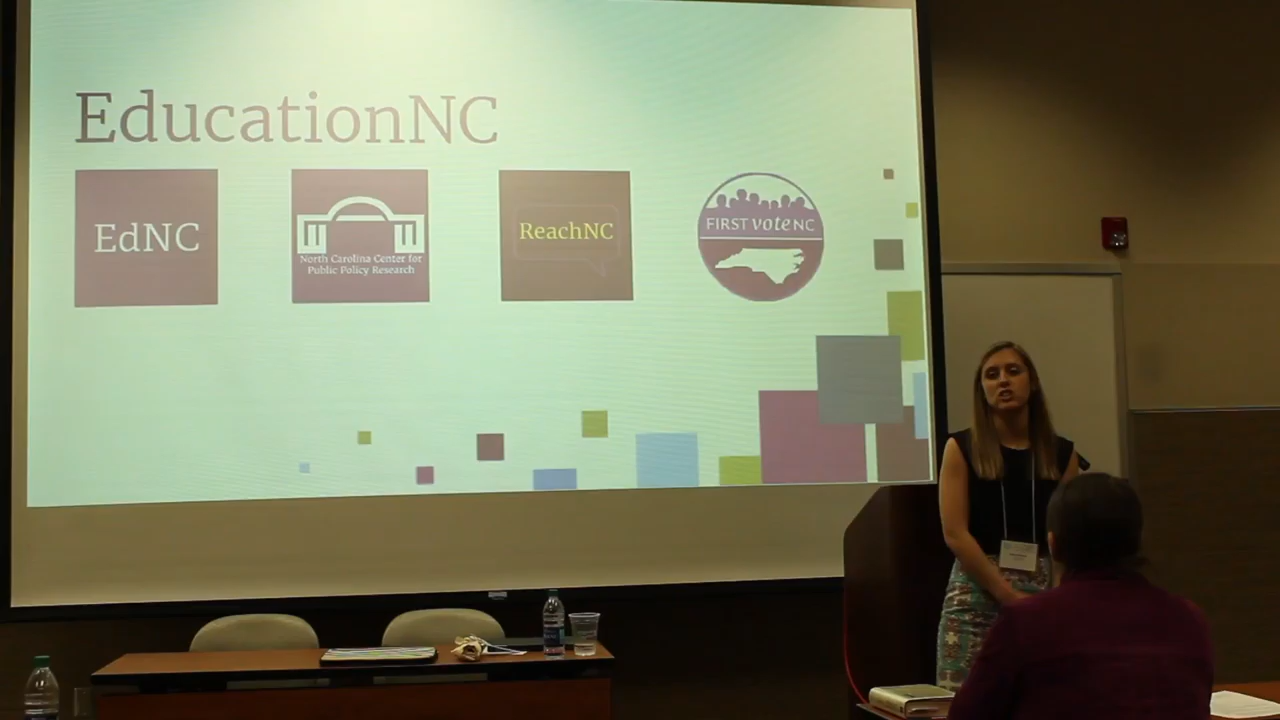 EducationNC
EdNC
North Carolina Center for
Public Policy Research
ReachNC
FIRST vote NC